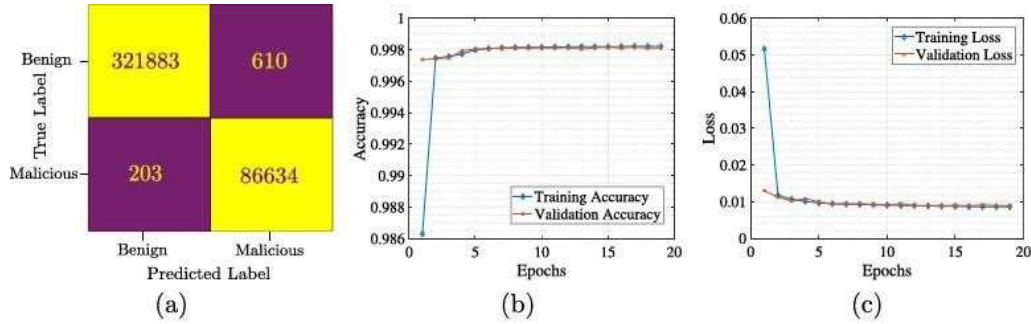 True Label
Benign
Malicious
321883 610
203 86634
Benign Malicious
Predicted Label
(a)
Accuracy
1
0.998
0.996
0.994
0.992
0.99
0.988
0.986
0 5 10 15 20
Epochs
Training Accuracy
Validation Accuracy
(b)
Loss
0.06
0.05
0.04
0.03
0.02
0.01
0
0 5 10 15 20
Epochs
Training Loss
Validation Loss
(c)